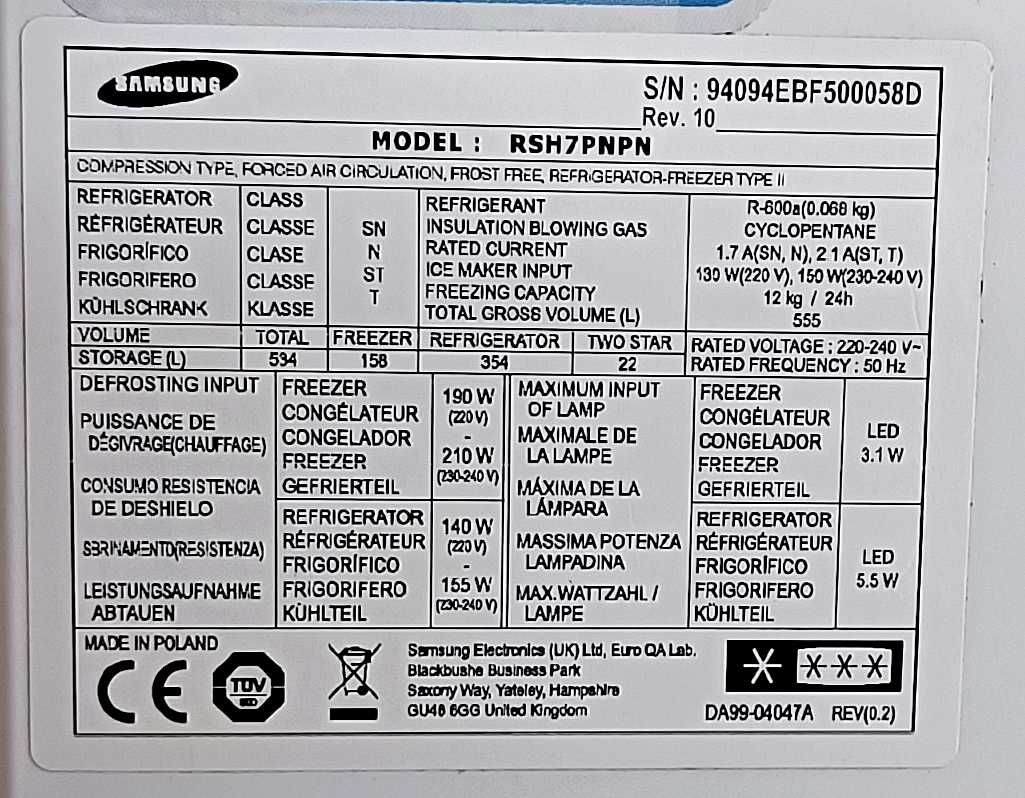 SAMSUNG
S/N : 94094EBF500058D
Rev. 10
MODEL : RSH7PNPN
COMPRESSION TYPE, FORCED AIR CIRCULATION, FROST FREE, REFRIGERATOR-FREEZER TYPE II
REFRIGERATOR CLASS
RÉFRIGÉRATEUR CLASSE
FRIGORÍFICO CLASE
FRIGORIFERO CLASSE
KÜHLSCHRANK KLASSE
SN
N
ST
T
REFRIGERANT R-600a(0.068 kg)
INSULATION BLOWING GAS CYCLOPENTANE
RATED CURRENT 1.7 A(SN, N), 2.1 A(ST, T)
ICE MAKER INPUT 130 W(220 V), 150 W(230-240 V)
FREEZING CAPACITY 12 kg / 24h
TOTAL GROSS VOLUME (L) 555
VOLUME TOTAL FREEZER REFRIGERATOR TWO STAR
STORAGE (L) 534 158 354 22
RATED VOLTAGE : 220-240 V~
RATED FREQUENCY : 50 Hz
DEFROSTING INPUT
PUISSANCE DE
DÉGIVRAGE(CHAUFFAGE)
CONSUMO RESISTENCIA
DE DESHIELO
SBRINAMENTO(RESISTENZA)
LEISTUNGSAUFNAHME
ABTAUEN
FREEZER
CONGÉLATEUR
CONGELADOR
FREEZER
GEFRIERTEIL
190 W
(220 V)
-
210 W
(230-240 V)
REFRIGERATOR
RÉFRIGÉRATEUR
FRIGORÍFICO
FRIGORIFERO
KÜHLTEIL
140 W
(220 V)
-
155 W
(230-240 V)
MAXIMUM INPUT
OF LAMP
MAXIMALE DE
LA LAMPE
MÁXIMA DE LA
LÁMPARA
MASSIMA POTENZA
LAMPADINA
MAX.WATTZAHL /
LAMPE
FREEZER
CONGÉLATEUR
CONGELADOR
FREEZER
GEFRIERTEIL
LED
3.1 W
REFRIGERATOR
RÉFRIGÉRATEUR
FRIGORÍFICO
FRIGORIFERO
KÜHLTEIL
LED
5.5 W
MADE IN POLAND
CE
TÜV
Samsung Electronics (UK) Ltd, Euro QA Lab.
Blackbushe Business Park
Saxony Way, Yateley, Hampshire
GU46 6GG United Kingdom
DA99-04047A REV(0.2)